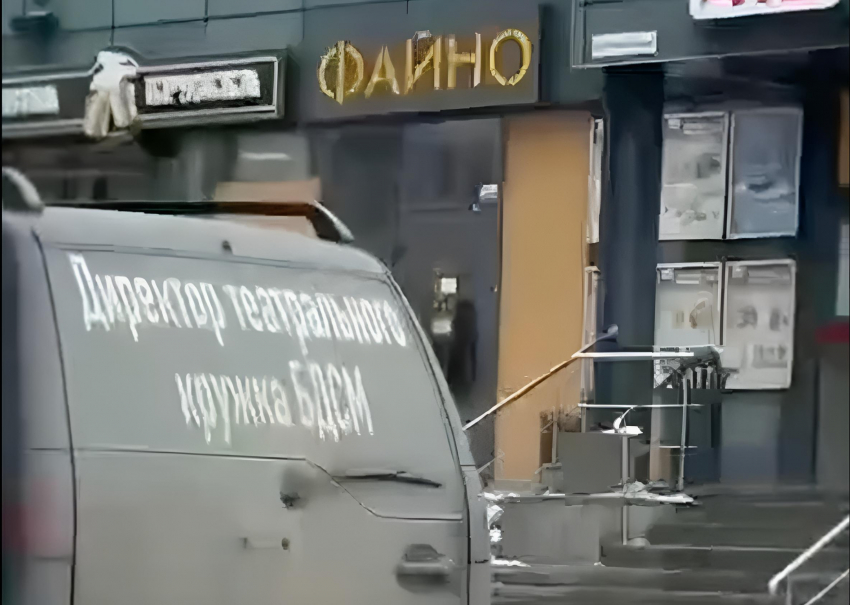 ФАЙНО
Директор театрального
кружка БДСМ